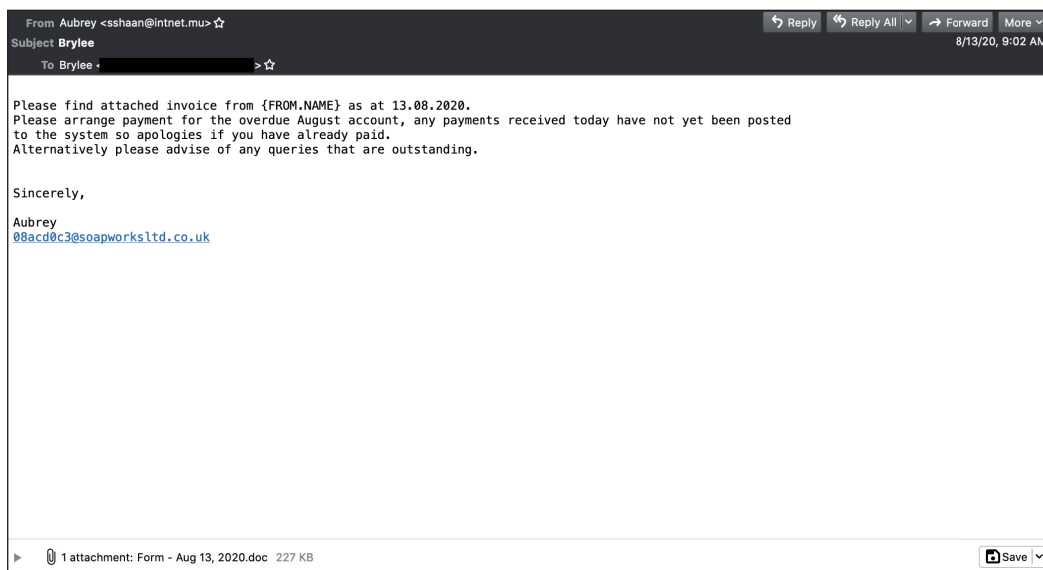 From Aubrey <sshaan@intnet.mu>
Reply Reply All Forward More
Subject Brylee
8/13/20, 9:02 AM
To Brylee < >
Please find attached invoice from {FROM.NAME} as at 13.08.2020.
Please arrange payment for the overdue August account, any payments received today have not yet been posted
to the system so apologies if you have already paid.
Alternatively please advise of any queries that are outstanding.
Sincerely,
Aubrey
08acd0c3@soapworksltd.co.uk
1 attachment: Form - Aug 13, 2020.doc 227 KB
Save